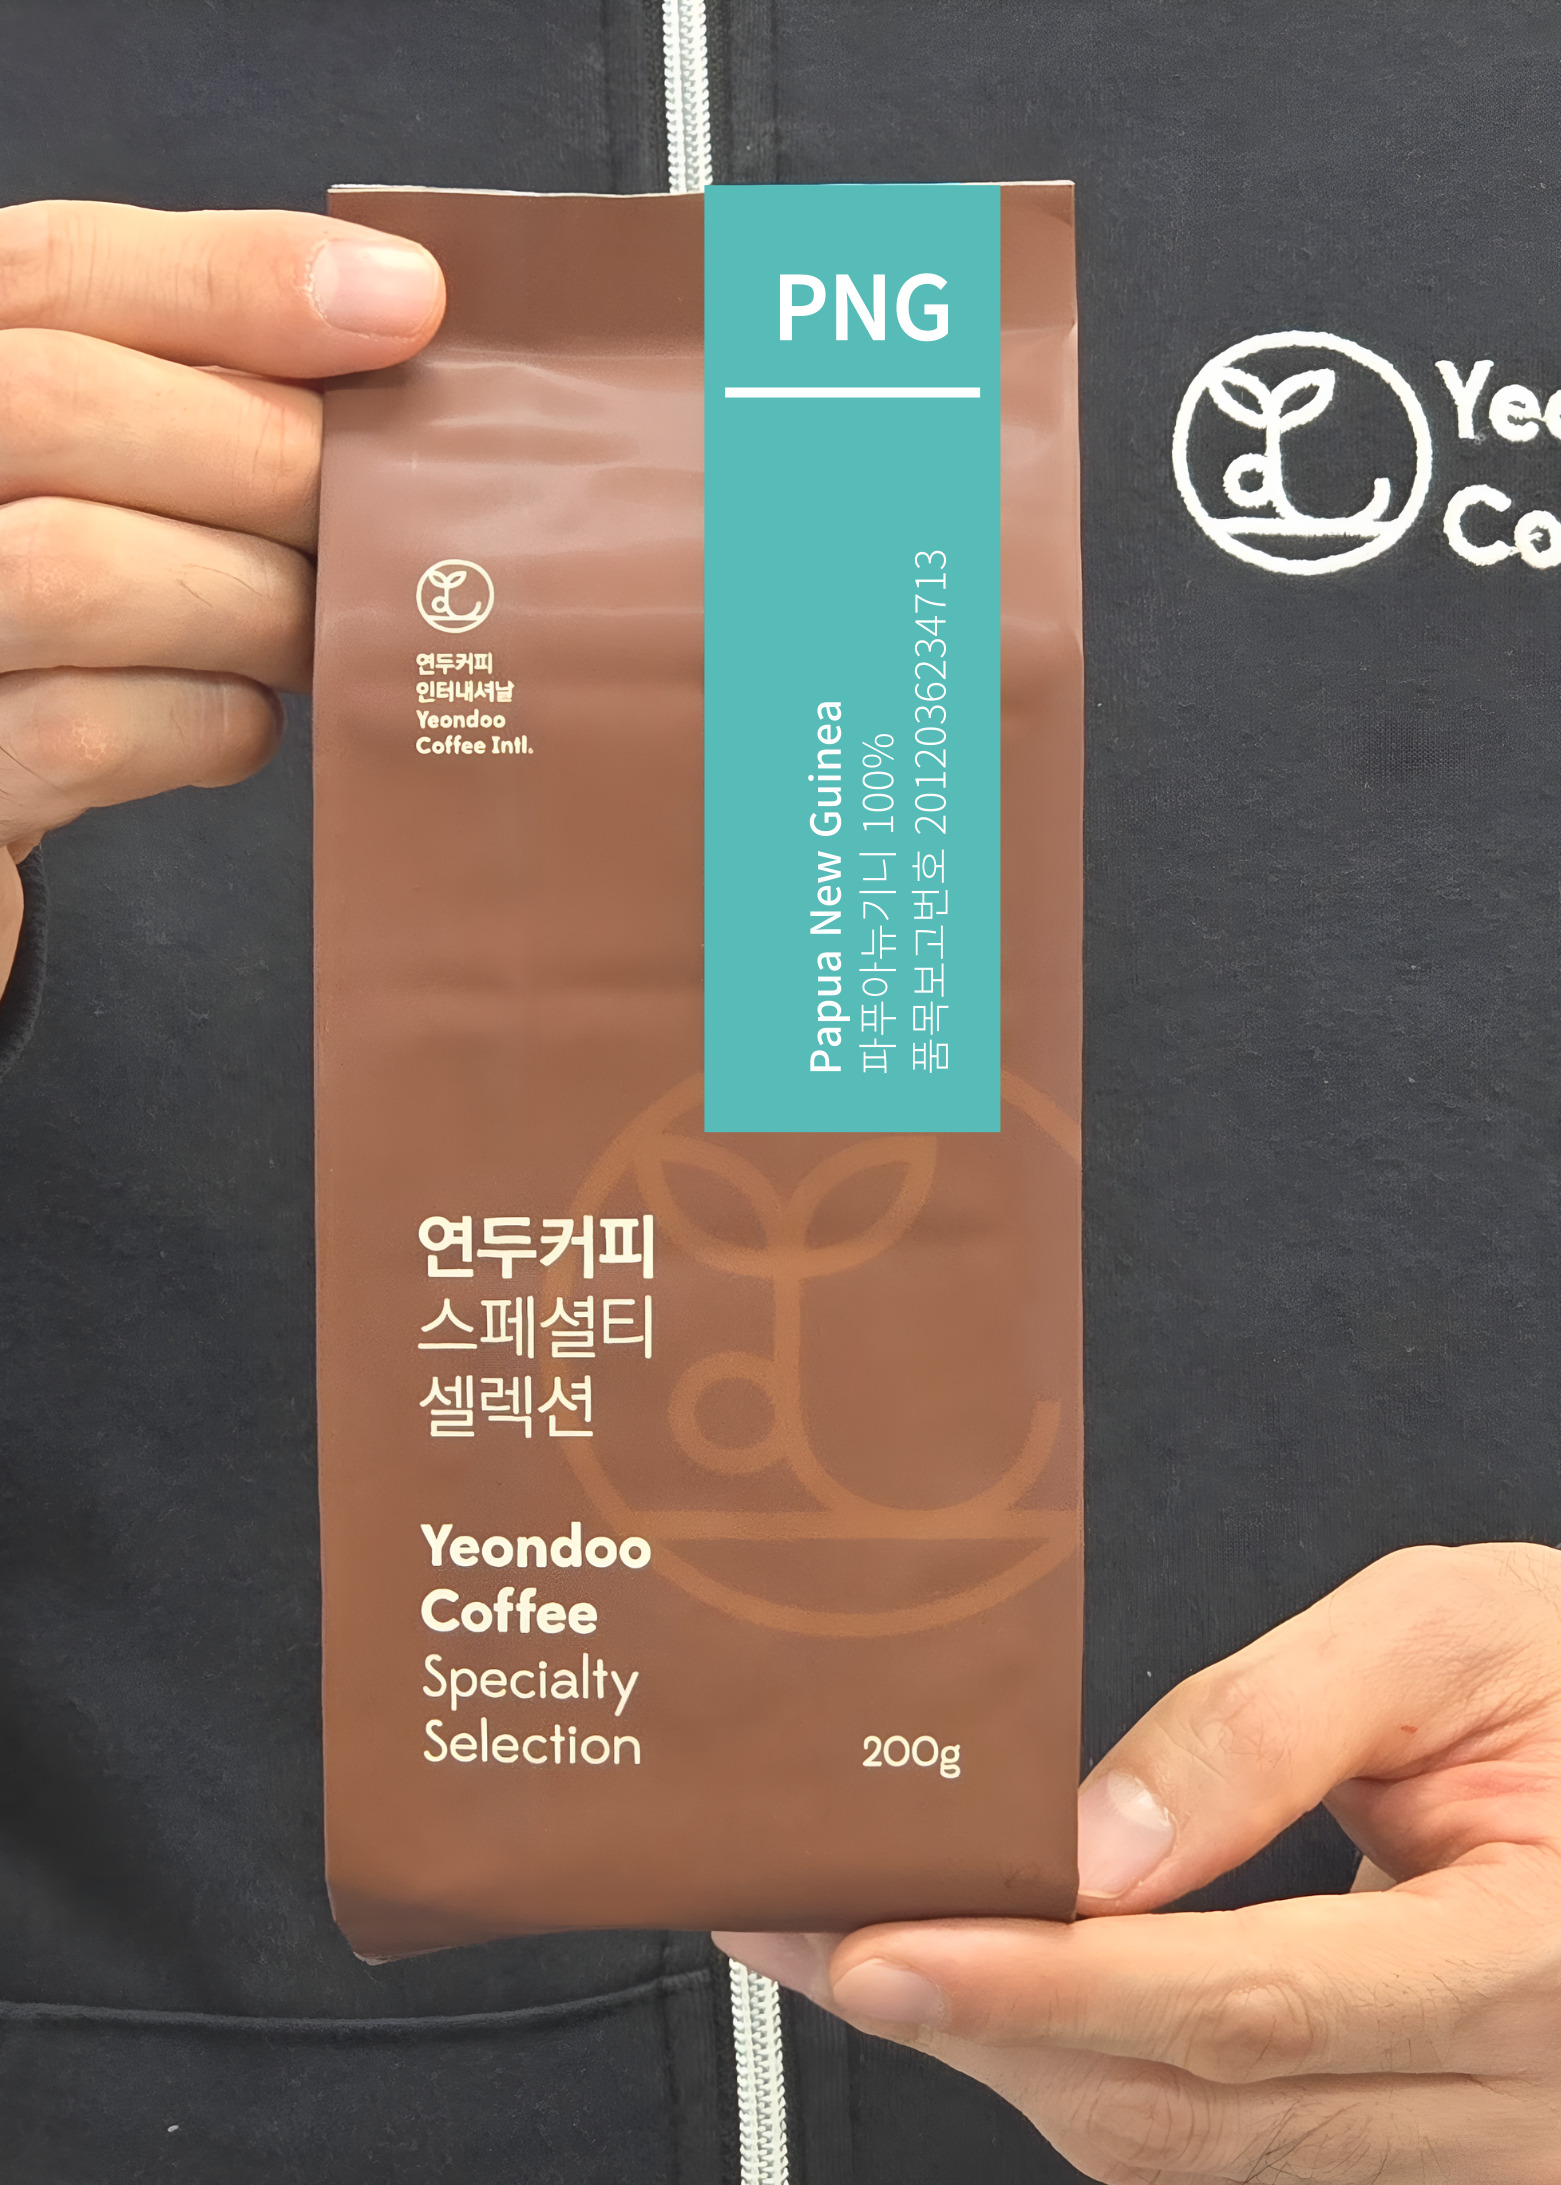 PNG
Papua New Guinea
파푸아뉴기니 100%
품목보고번호 2012036234713
연두커피
인터내셔날
Yeondoo
Coffee Intl.
연두커피
스페셜티
셀렉션
Yeondoo
Coffee
Specialty
Selection
200g